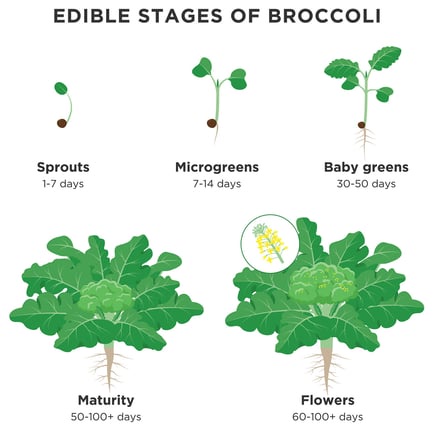 EDIBLE STAGES OF BROCCOLI
Sprouts
1-7 days
Microgreens
7-14 days
Baby greens
30-50 days
Maturity
50-100+ days
Flowers
60-100+ days